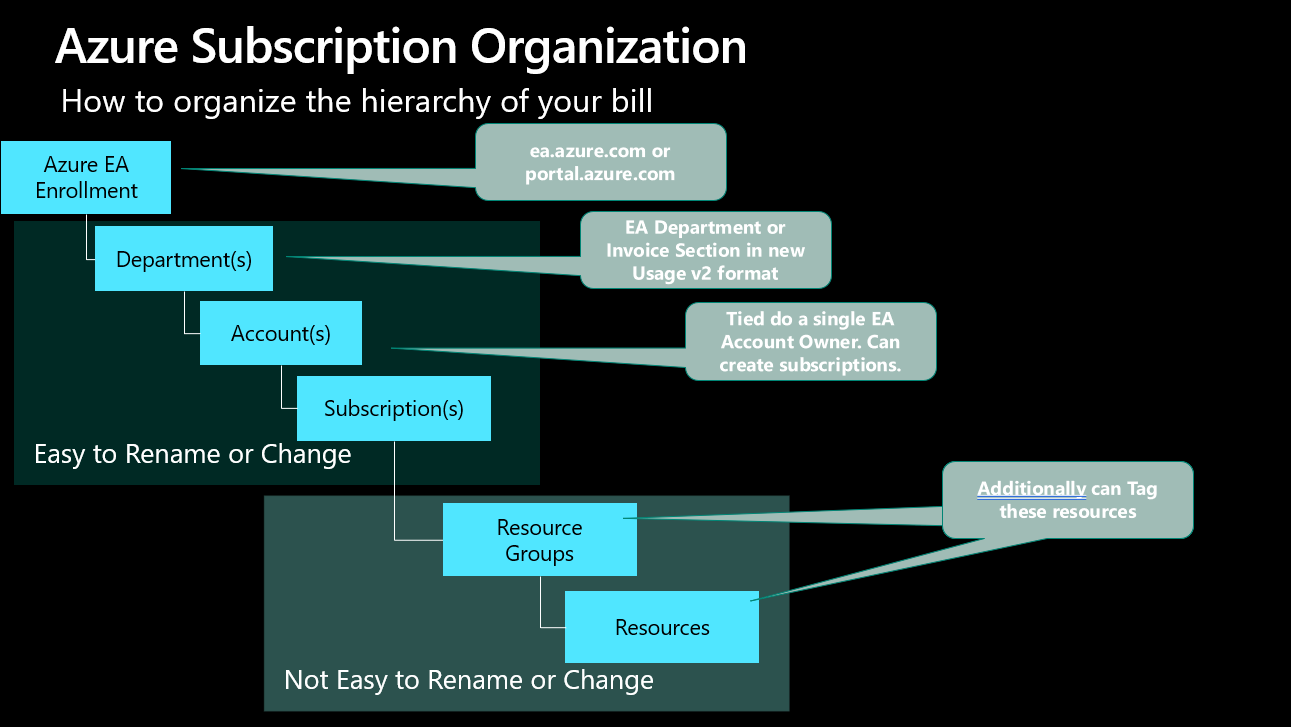 Azure Subscription Organization
How to organize the hierarchy of your bill
Azure EA
Enrollment
ea.azure.com or
portal.azure.com
Department(s)
EA Department or
Invoice Section in new
Usage v2 format
Account(s)
Tied do a single EA
Account Owner. Can
create subscriptions.
Subscription(s)
Easy to Rename or Change
Resource
Groups
Additionally can Tag
these resources
Resources
Not Easy to Rename or Change